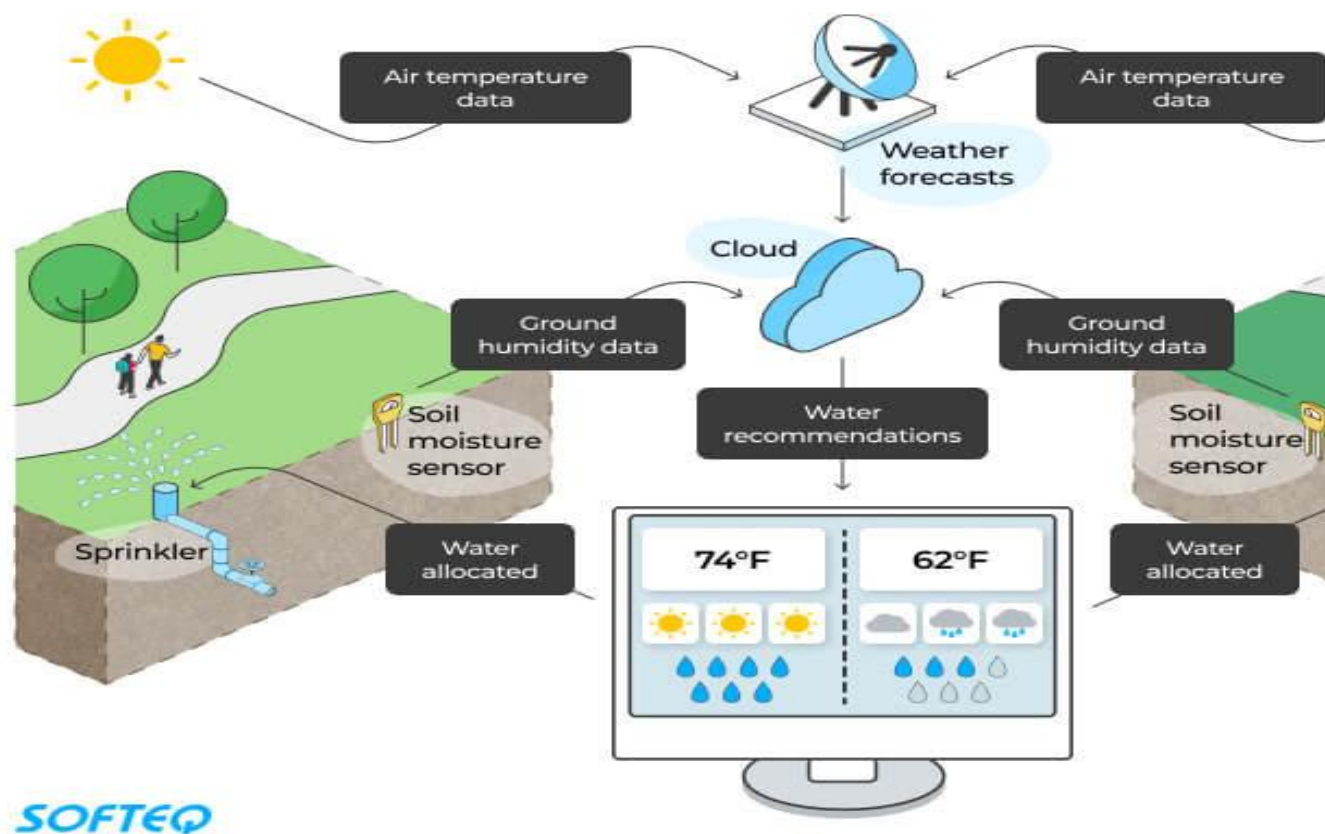 Air temperature
data
Air temperature
data
Weather
forecasts
Cloud
Ground
humidity data
Ground
humidity data
Soil
moisture
sensor
Water
recommendations
Soil
moisture
sensor
Sprinkler
Water
allocated
74°F
62°F
Water
allocated
SOFTEQ